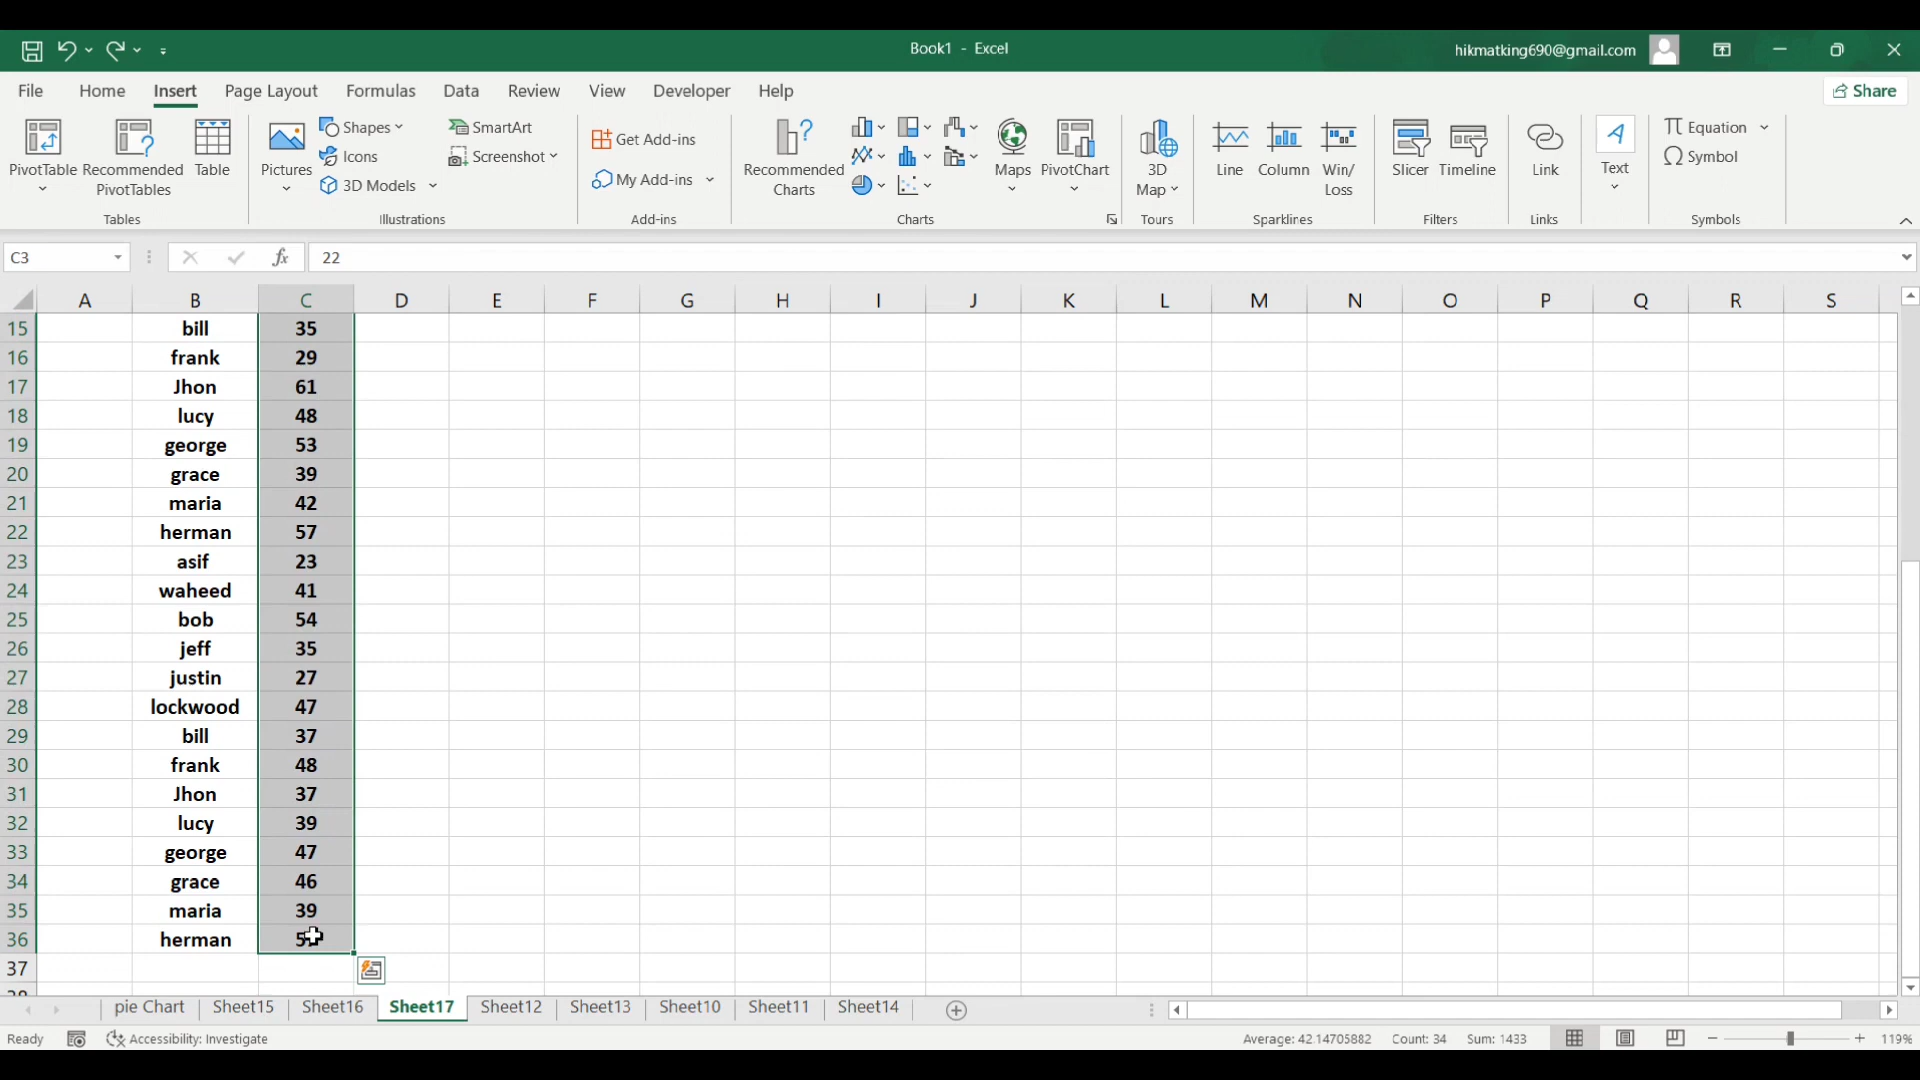 Book1 - Excel
hikmatking690@gmail.com
File Home Insert Page Layout Formulas Data Review View Developer Help
Share
PivotTable
Recommended PivotTables
Table
Tables
Pictures
Shapes
Icons
3D Models
SmartArt
Screenshot
Illustrations
Get Add-ins
My Add-ins
Add-ins
Recommended Charts
Maps
PivotChart
Charts
3D Map
Tours
Line
Column
Win/Loss
Sparklines
Slicer
Timeline
Filters
Link
Links
Text
Equation
Symbol
Symbols
C3
fx
22
A B C D E F G H I J K L M N O P Q R S
15 bill 35
16 frank 29
17 Jhon 61
18 lucy 48
19 george 53
20 grace 39
21 maria 42
22 herman 57
23 asif 23
24 waheed 41
25 bob 54
26 jeff 35
27 justin 27
28 lockwood 47
29 bill 37
30 frank 48
31 Jhon 37
32 lucy 39
33 george 47
34 grace 46
35 maria 39
36 herman
37
pie Chart Sheet15 Sheet16 Sheet17 Sheet12 Sheet13 Sheet10 Sheet11 Sheet14
Ready Accessibility: Investigate Average: 42.14705882 Count: 34 Sum: 1433 119%